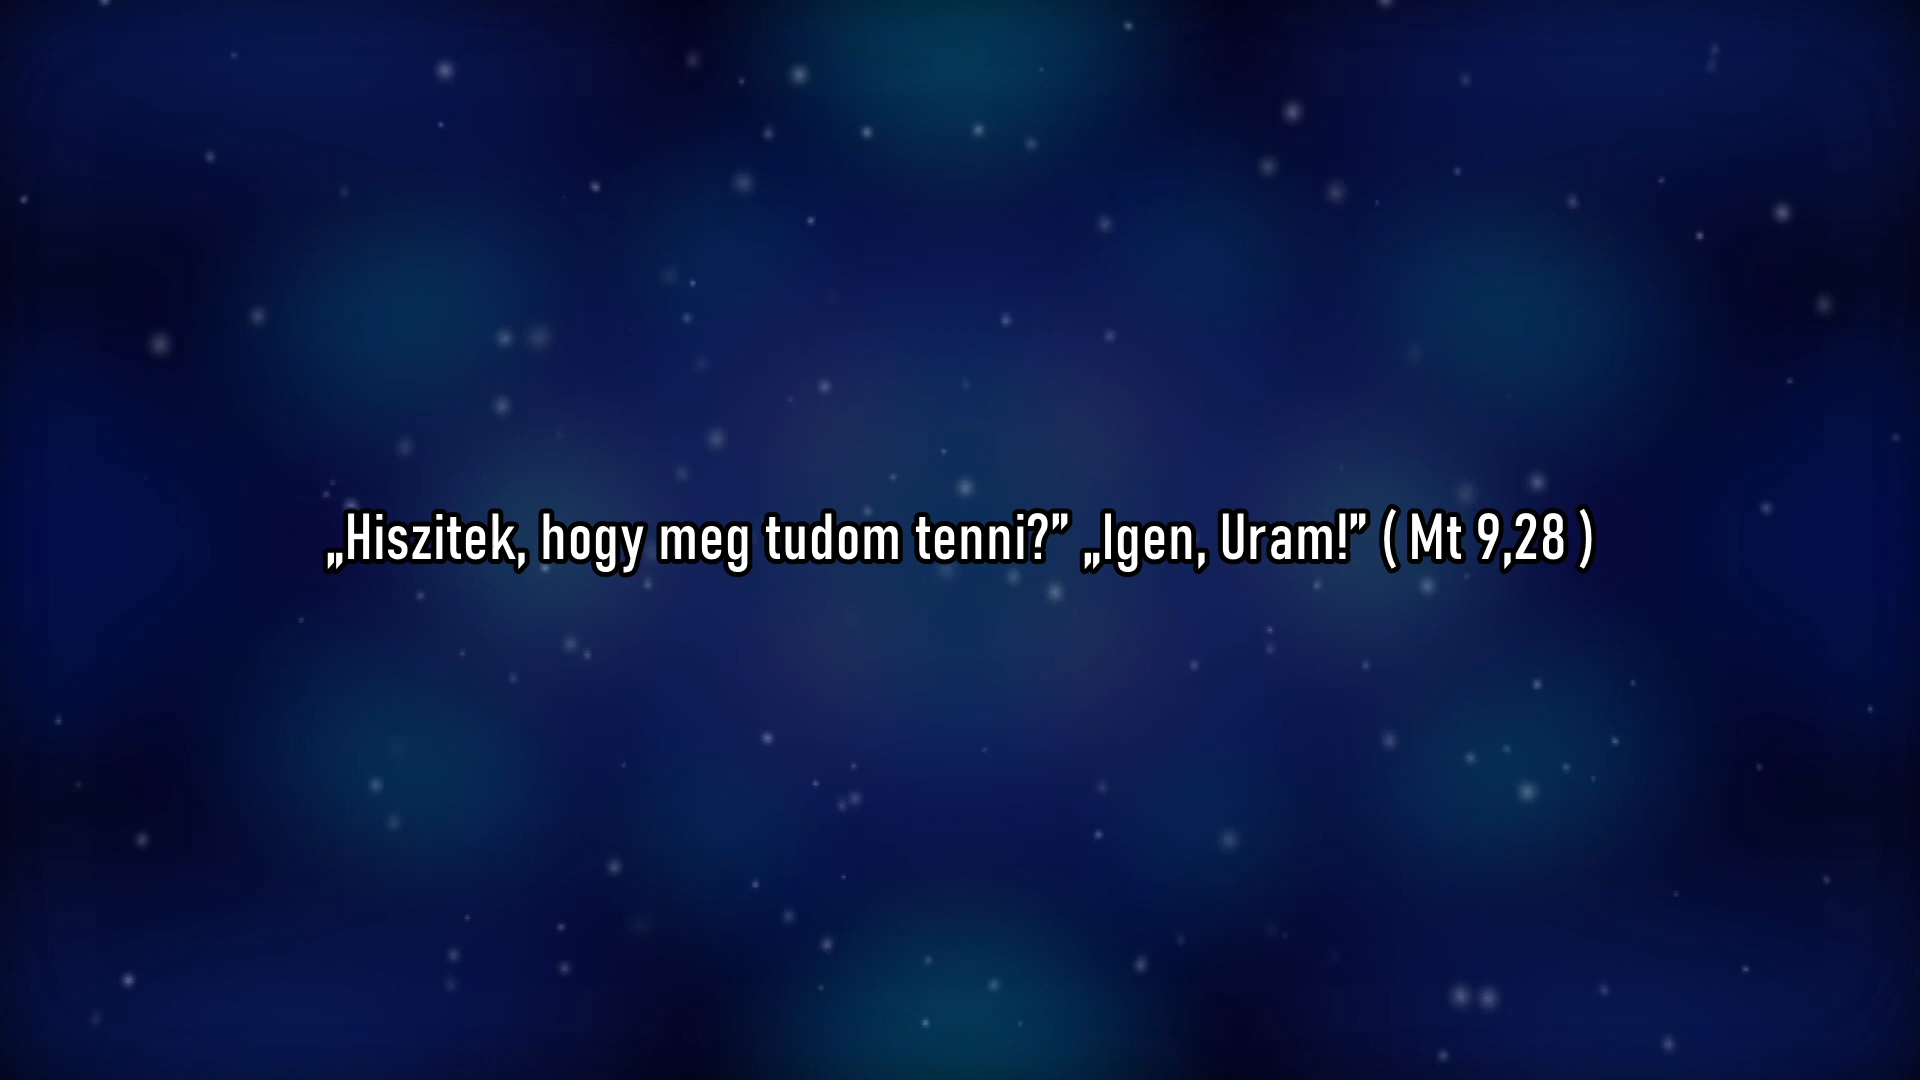 „Hiszitek, hogy meg tudom tenni?” „Igen, Uram!” ( Mt 9,28 )